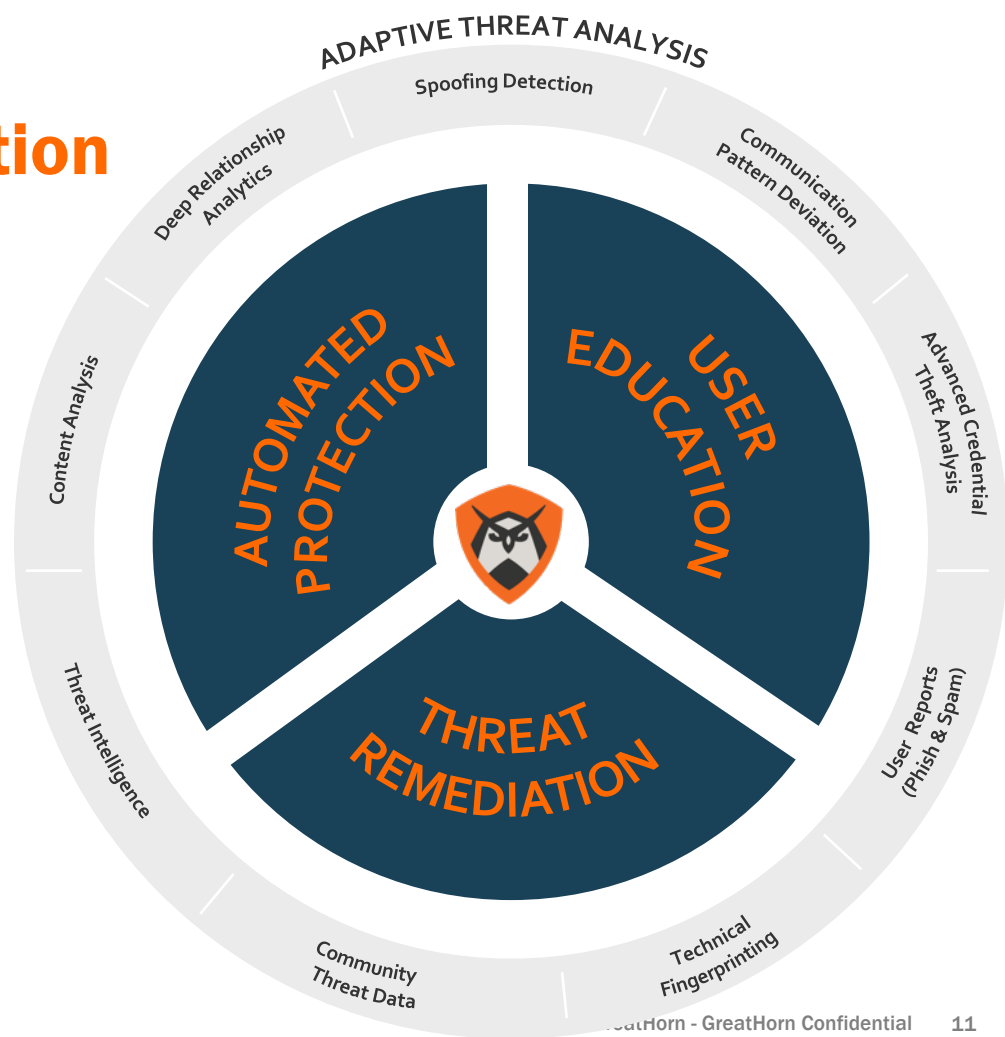 ADAPTIVE THREAT ANALYSIS
Spoofing Detection
Communication
Pattern Deviation
Advanced Credential
Theft Analysis
User Reports
(Phish & Spam)
Technical
Fingerprinting
Community
Threat Data
Threat Intelligence
Content Analysis
Deep Relationship
Analytics
AUTOMATED
PROTECTION
USER
EDUCATION
THREAT
REMEDIATION
- GreatHorn Confidential
11